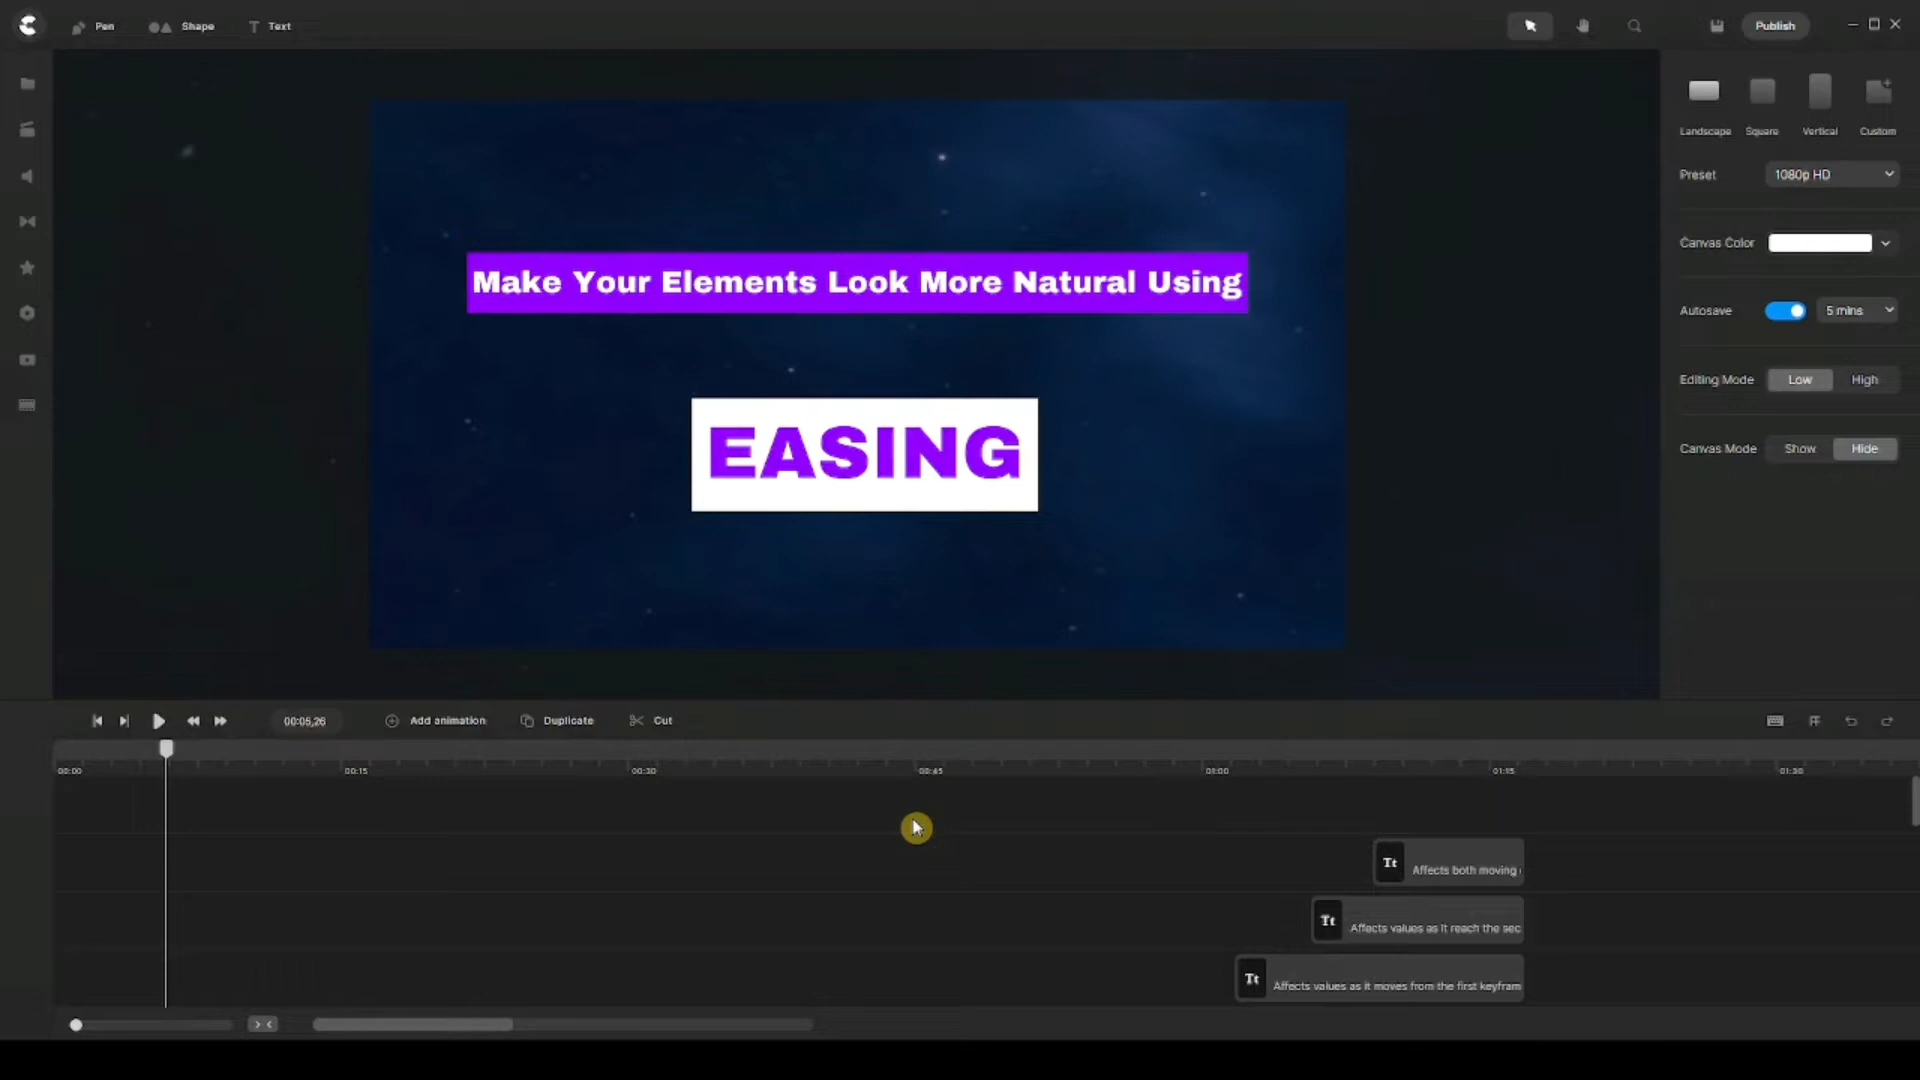 Pen Shape Text
Publish
Landscape Square Vertical Custom
Preset 1080p HD
Canvas Color
Autosave 5 mins
Editing Mode Low High
Canvas Mode Show Hide
Make Your Elements Look More Natural Using
EASING
00:05,26 Add animation Duplicate Cut
00:00 00:15 00:30 00:45 01:15 01:30
Tt Affects both moving
Tt Affects values as it reach the sec
Tt Affects values as it moves from the first keyfram